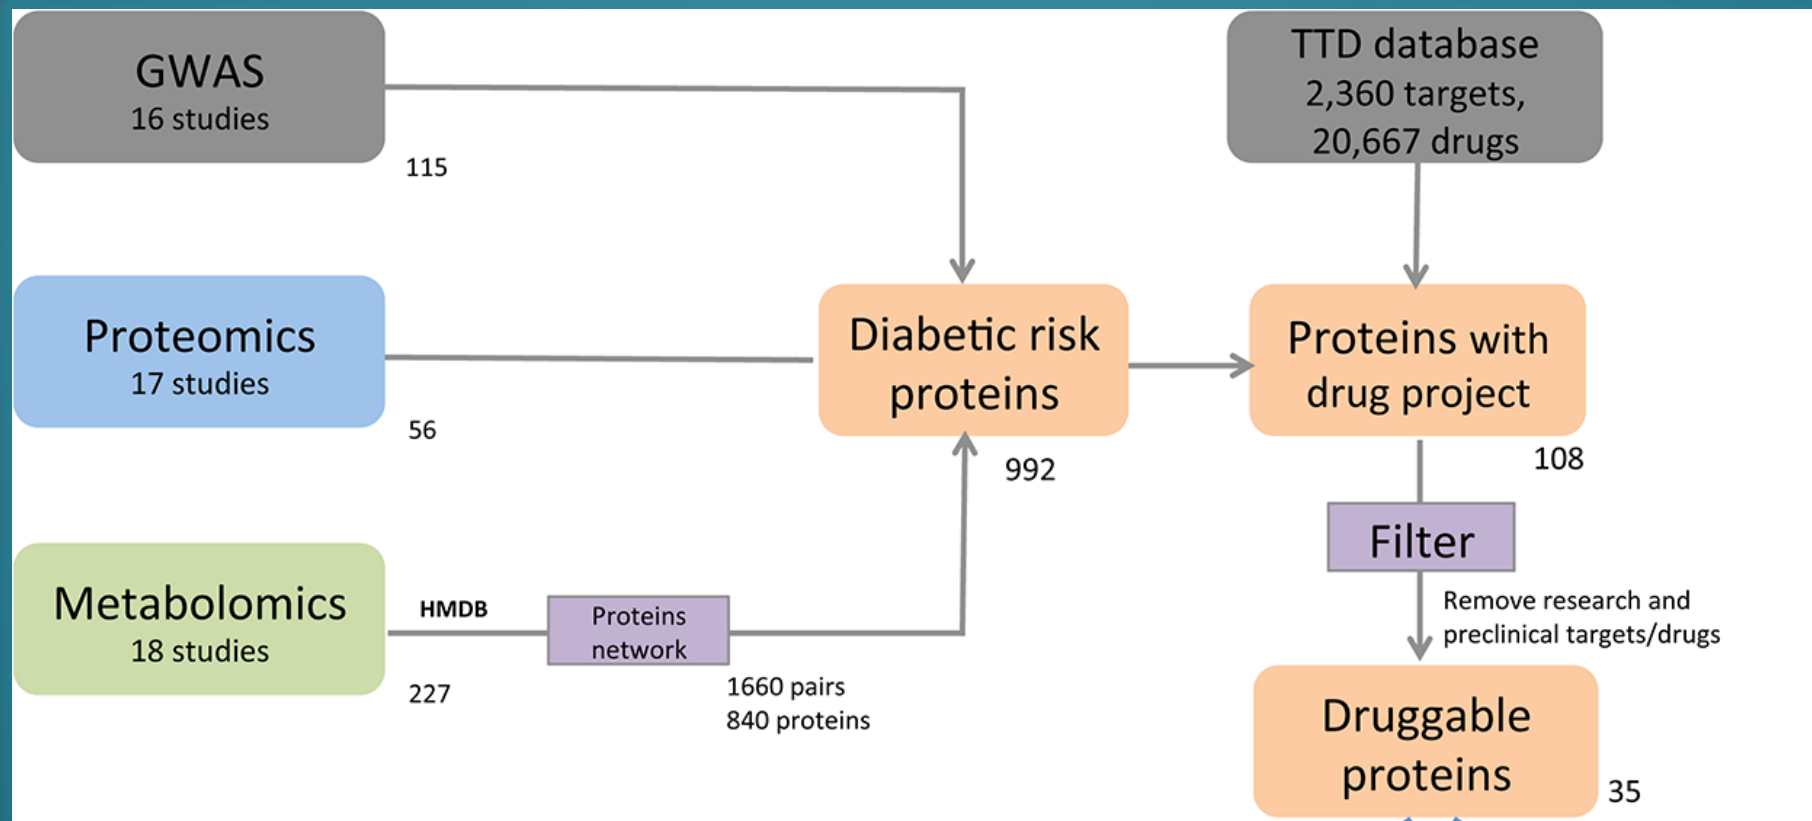 GWAS
16 studies
115
TTD database
2,360 targets,
20,667 drugs
Proteomics
17 studies
56
Diabetic risk
proteins
992
Proteins with
drug project
108
Metabolomics
18 studies
HMDB
227
Proteins
network
1660 pairs
840 proteins
Filter
Remove research and
preclinical targets/drugs
Druggable
proteins
35